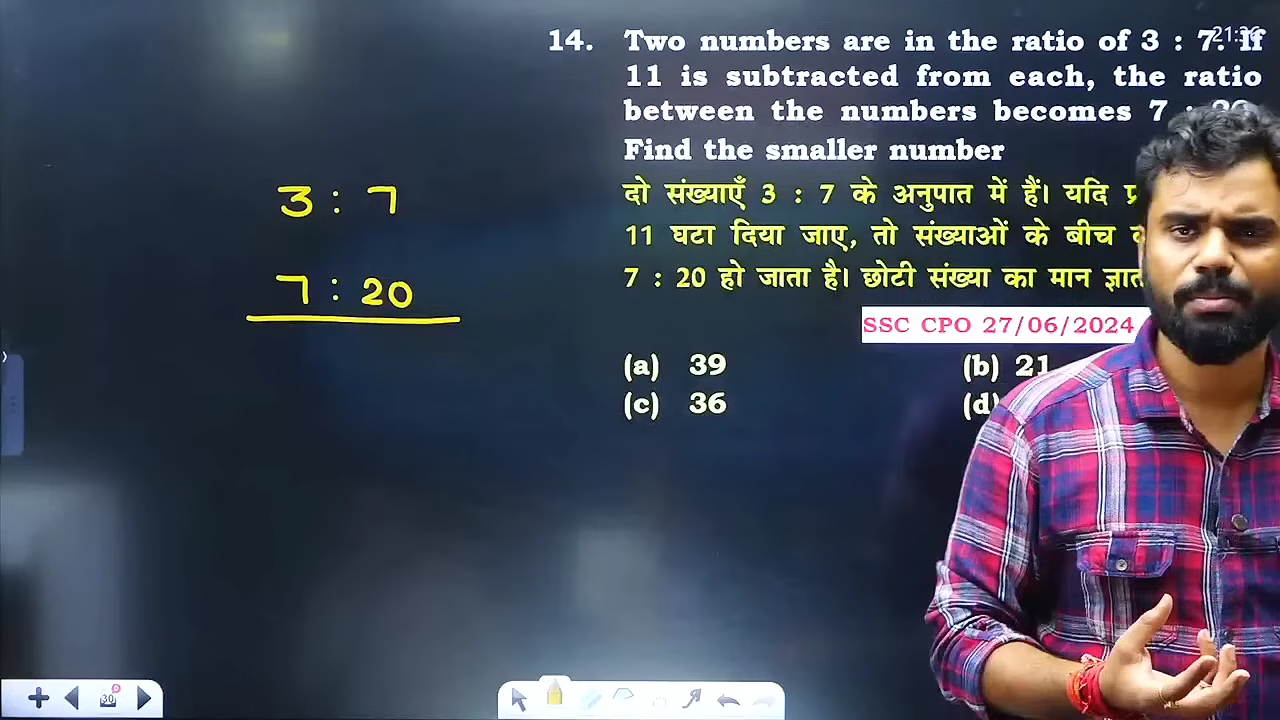 14. Two numbers are in the ratio of 3 : 7. If
11 is subtracted from each, the ratio
between the numbers becomes 7 : 20
Find the smaller number
दो संख्याएँ 3 : 7 के अनुपात में हैं। यदि
11 घटा दिया जाए, तो संख्याओं के बीच
7 : 20 हो जाता है। छोटी संख्या का मान ज्ञात
SSC CPO 27/06/2024
(a) 39 (b) 21
(c) 36 (d)
3 : 7
7 : 20
30